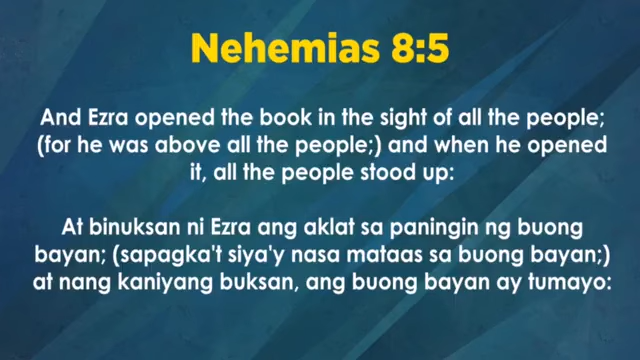 Nehemias 8:5
And Ezra opened the book in the sight of all the people;
(for he was above all the people;) and when he opened
it, all the people stood up:
At binuksan ni Ezra ang aklat sa paningin ng buong
bayan; (sapagka't siya'y nasa mataas sa buong bayan;)
at nang kaniyang buksan, ang buong bayan ay tumayo: